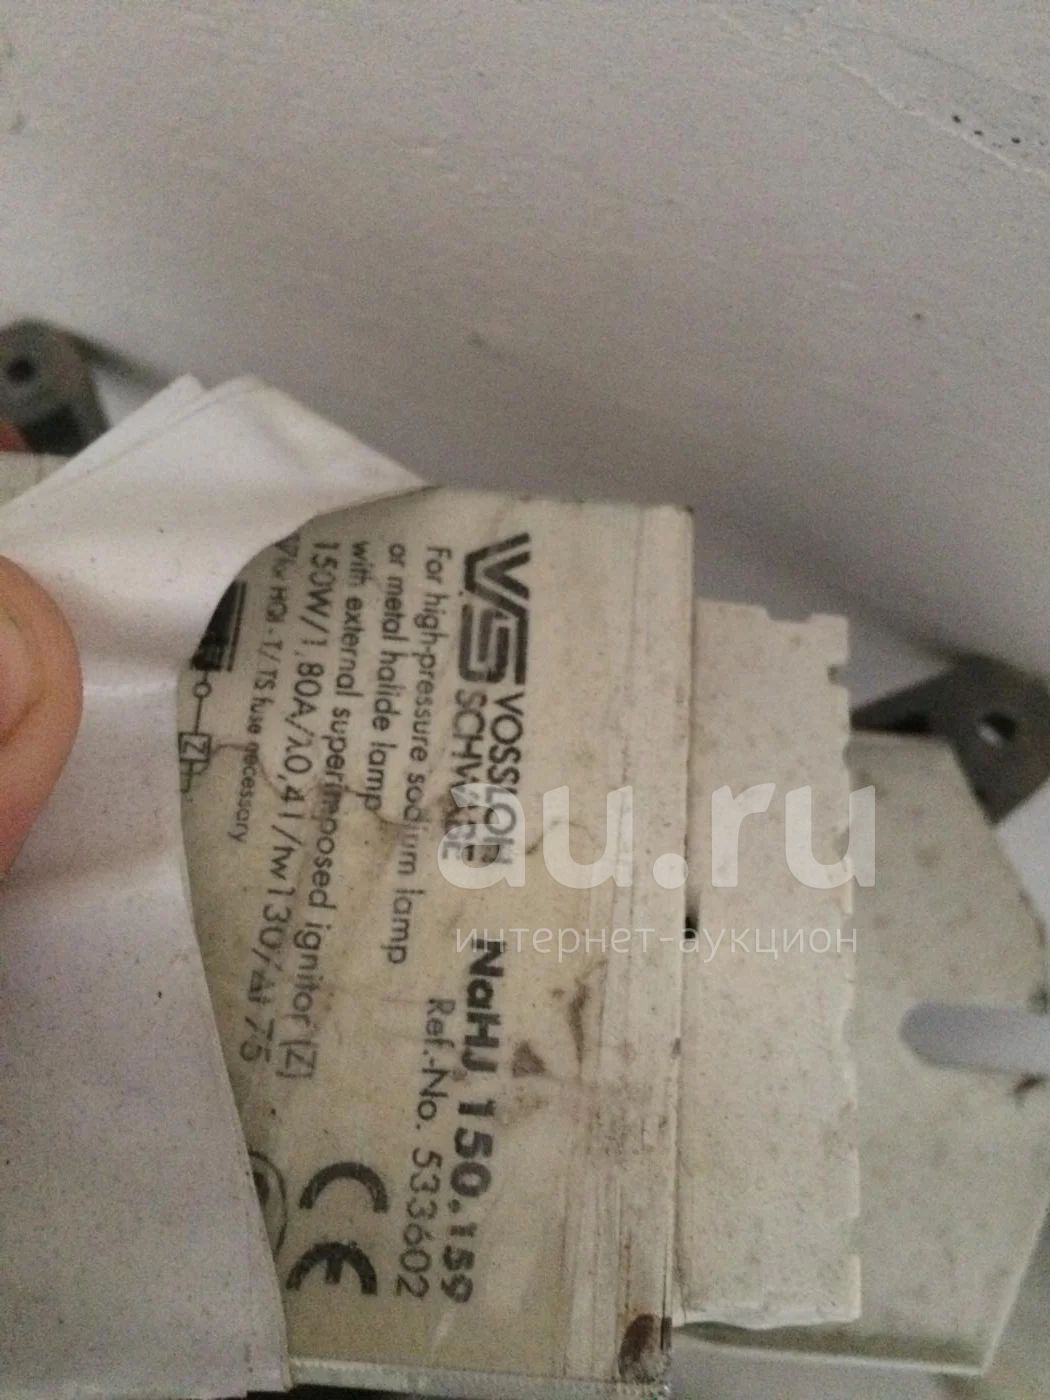 VS VOSSLOH
SCHWABE
NaHJ 150.159
Ref.-No. 533602
For high-pressure sodium lamp
or metal halide lamp
with external superimposed ignitor (Z)
150W/1,80A/λ0,41/tw130/Δt 75
HQI-T/TS fuse necessary
Z
CE
au.ru
интернет-аукцион